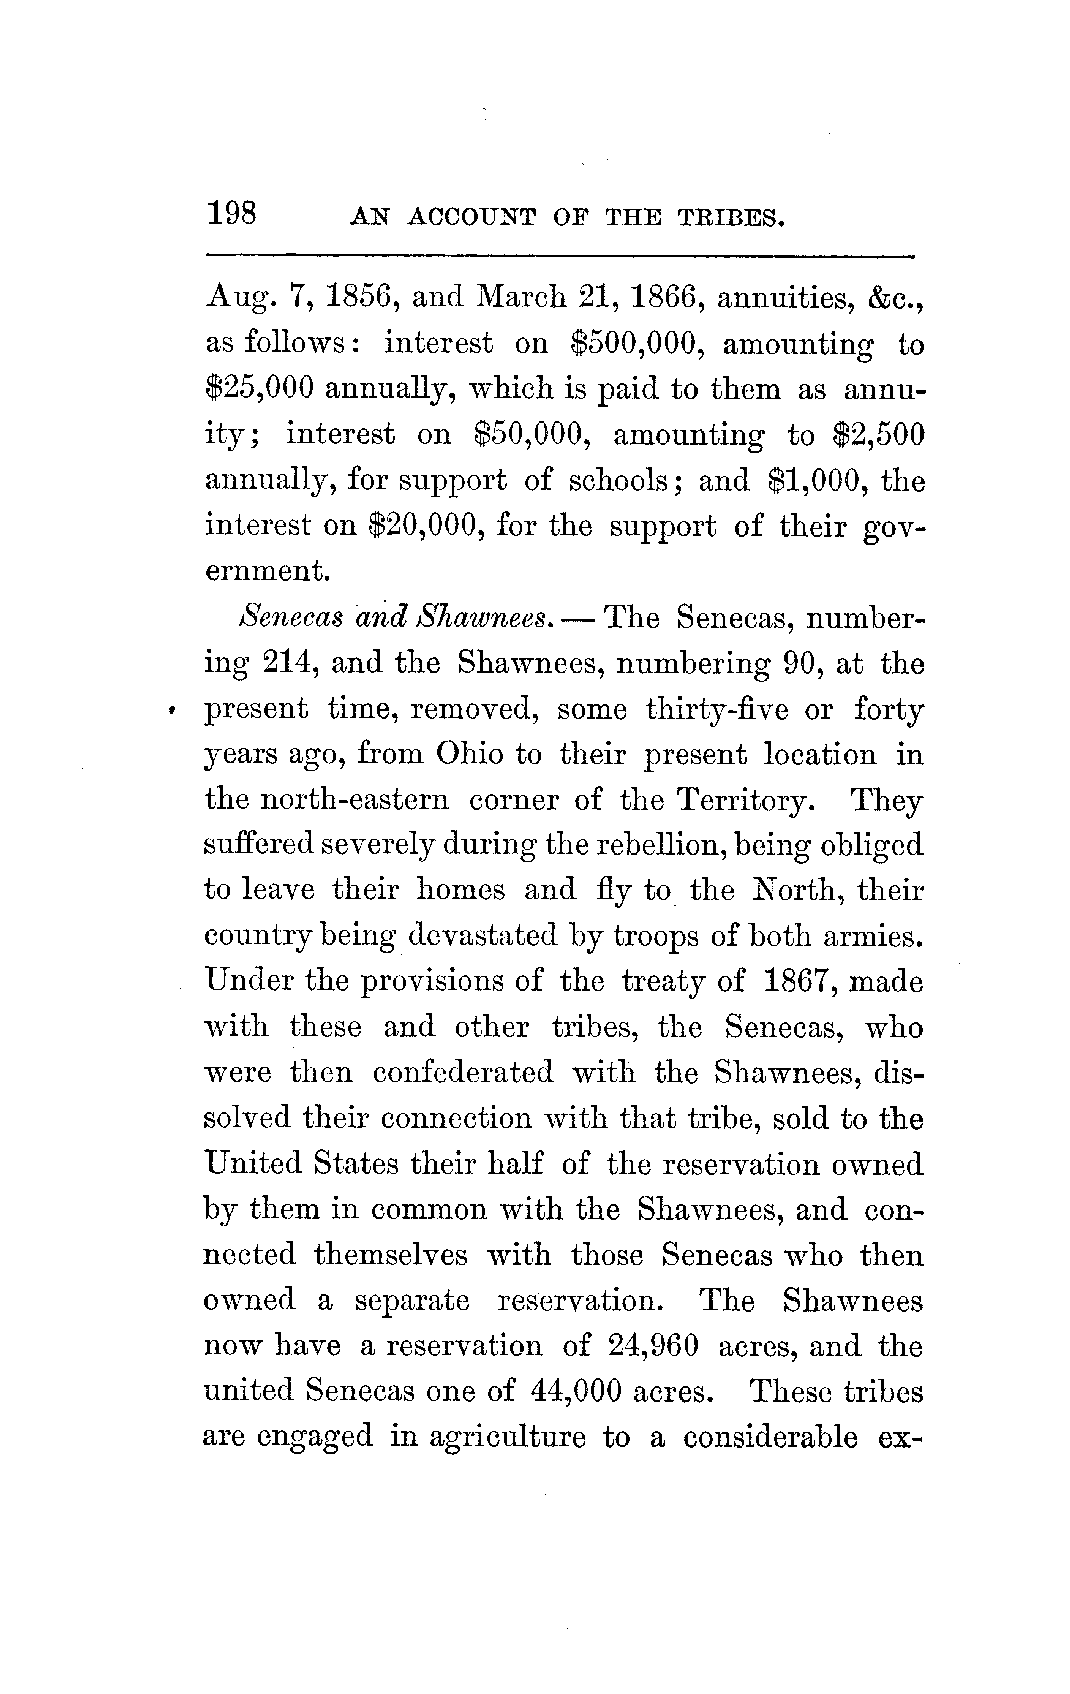 198 AN ACCOUNT OF THE TRIBES.
Aug. 7, 1856, and March 21, 1866, annuities, &c.,
as follows: interest on $500,000, amounting to
$25,000 annually, which is paid to them as annu-
ity; interest on $50,000, amounting to $2,500
annually, for support of schools; and $1,000, the
interest on $20,000, for the support of their gov-
ernment.
Senecas and Shawnees. — The Senecas, number-
ing 214, and the Shawnees, numbering 90, at the
present time, removed, some thirty-five or forty
years ago, from Ohio to their present location in
the north-eastern corner of the Territory. They
suffered severely during the rebellion, being obliged
to leave their homes and fly to the North, their
country being devastated by troops of both armies.
Under the provisions of the treaty of 1867, made
with these and other tribes, the Senecas, who
were then confederated with the Shawnees, dis-
solved their connection with that tribe, sold to the
United States their half of the reservation owned
by them in common with the Shawnees, and con-
nected themselves with those Senecas who then
owned a separate reservation. The Shawnees
now have a reservation of 24,960 acres, and the
united Senecas one of 44,000 acres. These tribes
are engaged in agriculture to a considerable ex-